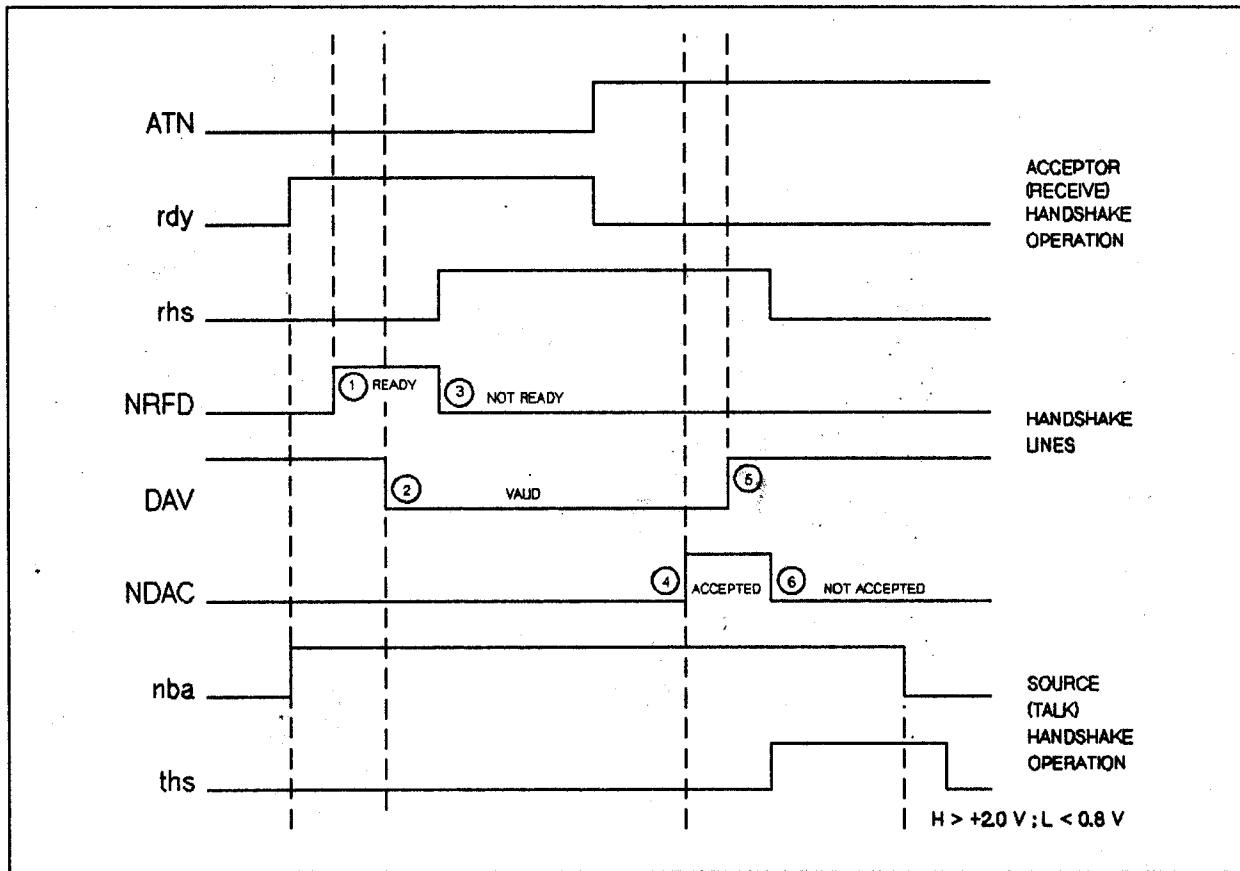 ATN
rdy
ACCEPTOR
(RECEIVE)
HANDSHAKE
OPERATION
rhs
NRFD
1 READY
3 NOT READY
HANDSHAKE
LINES
DAV
2
VALID
5
NDAC
4 ACCEPTED
6 NOT ACCEPTED
nba
SOURCE
(TALK)
HANDSHAKE
OPERATION
ths
H > +2.0 V ; L < 0.8 V